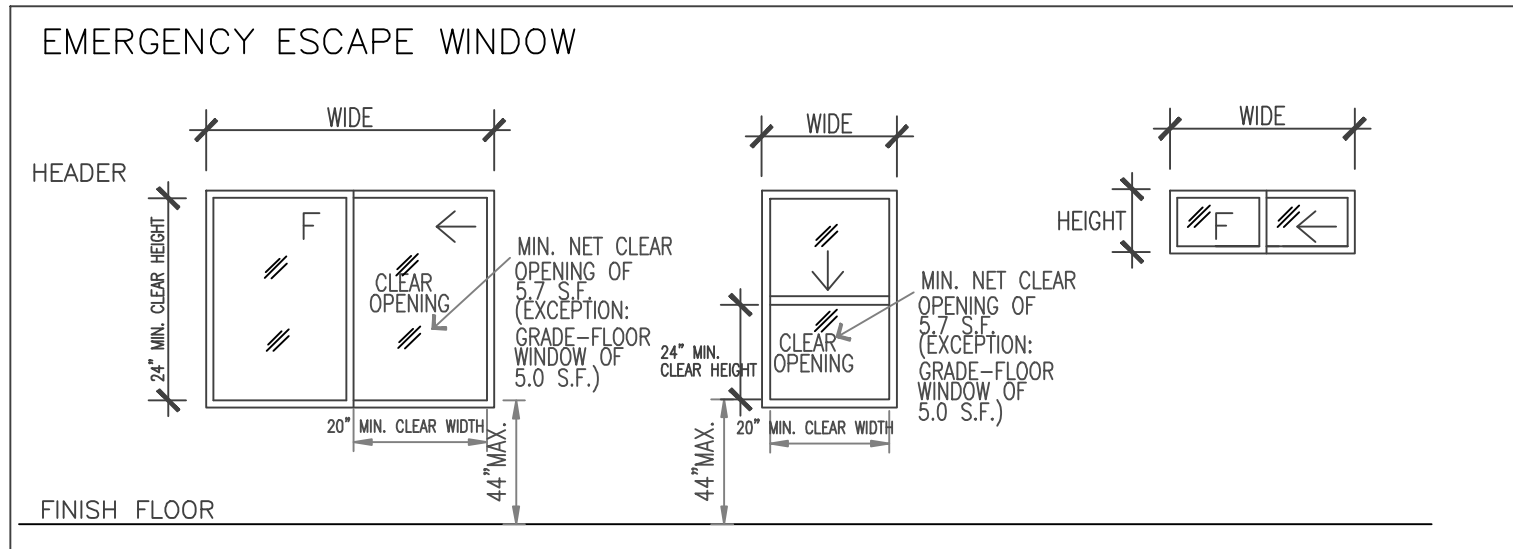 EMERGENCY ESCAPE WINDOW
WIDE
WIDE
WIDE
HEADER
24" MIN. CLEAR HEIGHT
F
CLEAR
OPENING
MIN. NET CLEAR
OPENING OF
5.7 S.F.
(EXCEPTION:
GRADE-FLOOR
WINDOW OF
5.0 S.F.)
20" MIN. CLEAR WIDTH
44"MAX.
24" MIN.
CLEAR HEIGHT
CLEAR
OPENING
MIN. NET CLEAR
OPENING OF
5.7 S.F.
(EXCEPTION:
GRADE-FLOOR
WINDOW OF
5.0 S.F.)
20" MIN. CLEAR WIDTH
44"MAX.
HEIGHT
F
FINISH FLOOR